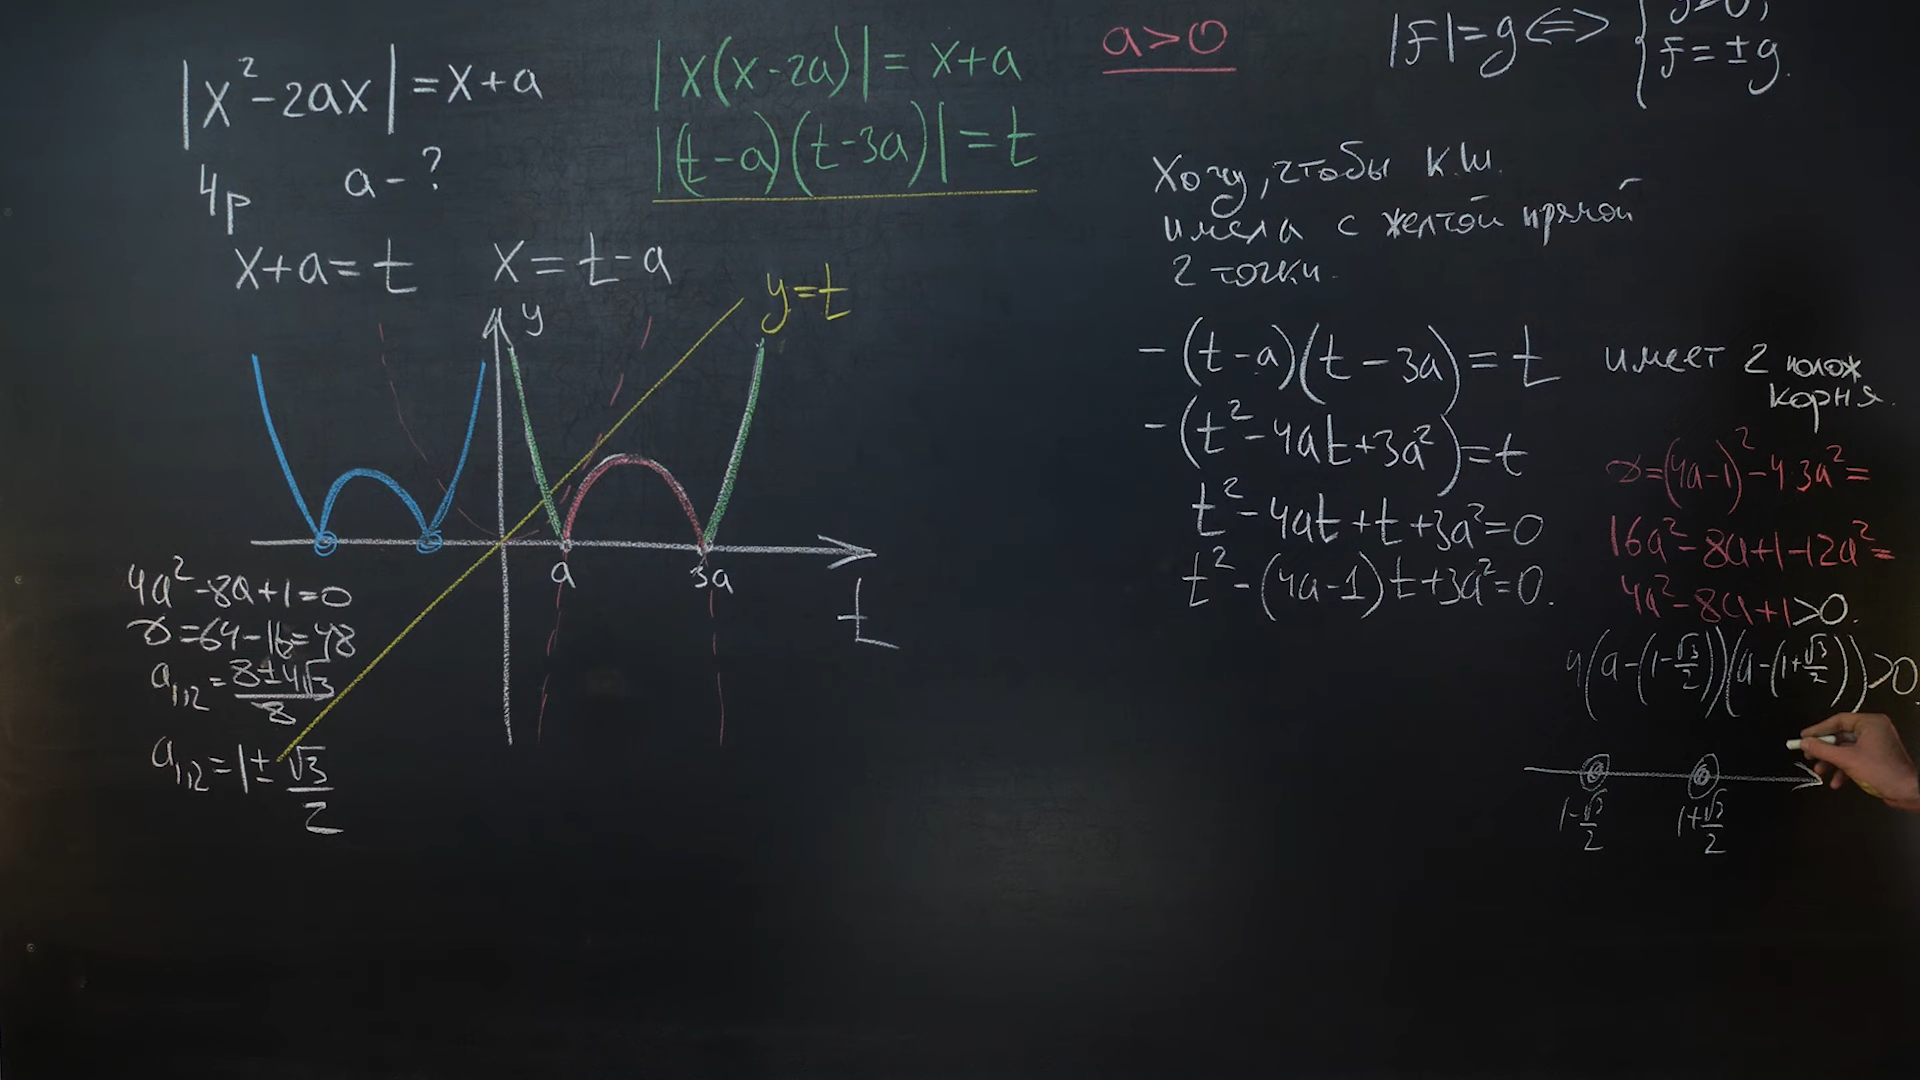 |x²-2ax|=x+a
4р а-?
x+a=t x=t-a
|x(x-2a)|=x+a
|(t-a)(t-3a)|=t
a>0
|F|=g<=>{
F=±g.
Хочу, чтобы к.ш.
имела с желтой прямой
2 точки.
-(t-a)(t-3a)=t имеет 2 полож
корня.
-(t²-4at+3a²)=t
t²-4at+t+3a²=0
t²-(4a-1)t+3a²=0.
D=(4a-1)²-4·3a²=
16a²-8a+1-12a²=
4a²-8a+1>0.
4(a-(1-√3/2))(a-(1+√3/2))>0
1-√3/2 1+√3/2
y
y=t
a 3a
t
4a²-8a+1=0
D=64-16=48
a₁,₂=8±4√3/8
a₁,₂=1±√3/2